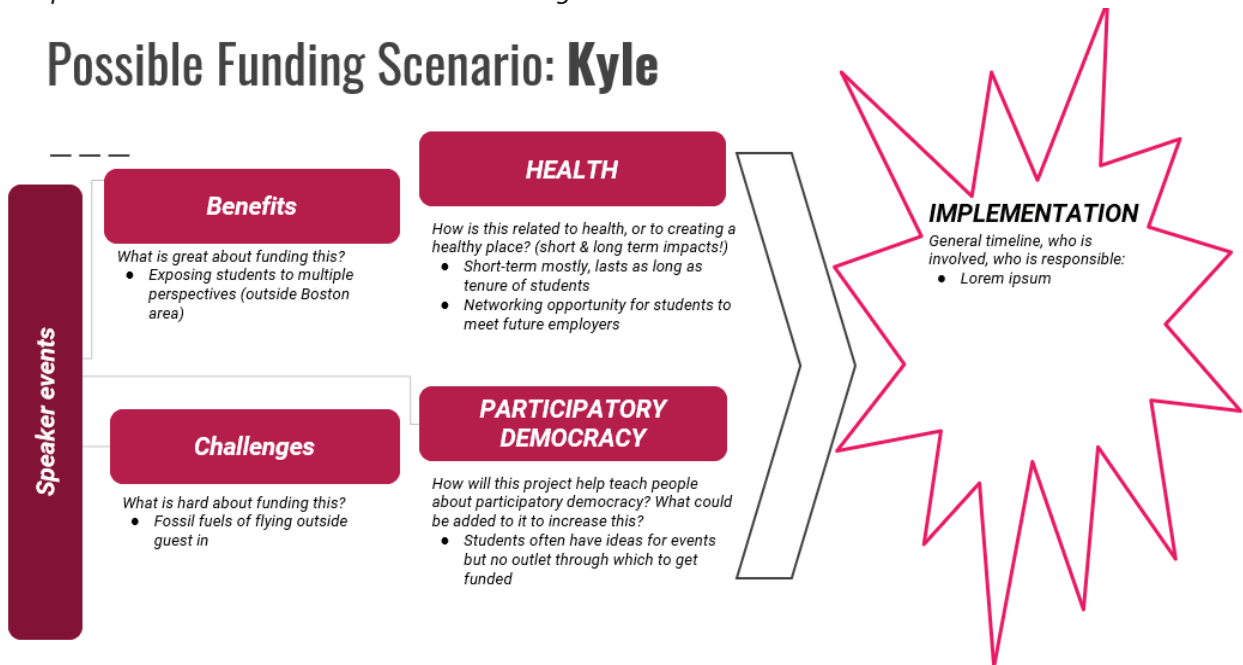 Possible Funding Scenario: Kyle
Speaker events
Benefits
What is great about funding this?
● Exposing students to multiple
perspectives (outside Boston
area)
Challenges
What is hard about funding this?
● Fossil fuels of flying outside
guest in
HEALTH
How is this related to health, or to creating a
healthy place? (short & long term impacts!)
● Short-term mostly, lasts as long as
tenure of students
● Networking opportunity for students to
meet future employers
PARTICIPATORY
DEMOCRACY
How will this project help teach people
about participatory democracy? What could
be added to it to increase this?
● Students often have ideas for events
but no outlet through which to get
funded
IMPLEMENTATION
General timeline, who is
involved, who is responsible:
● Lorem ipsum